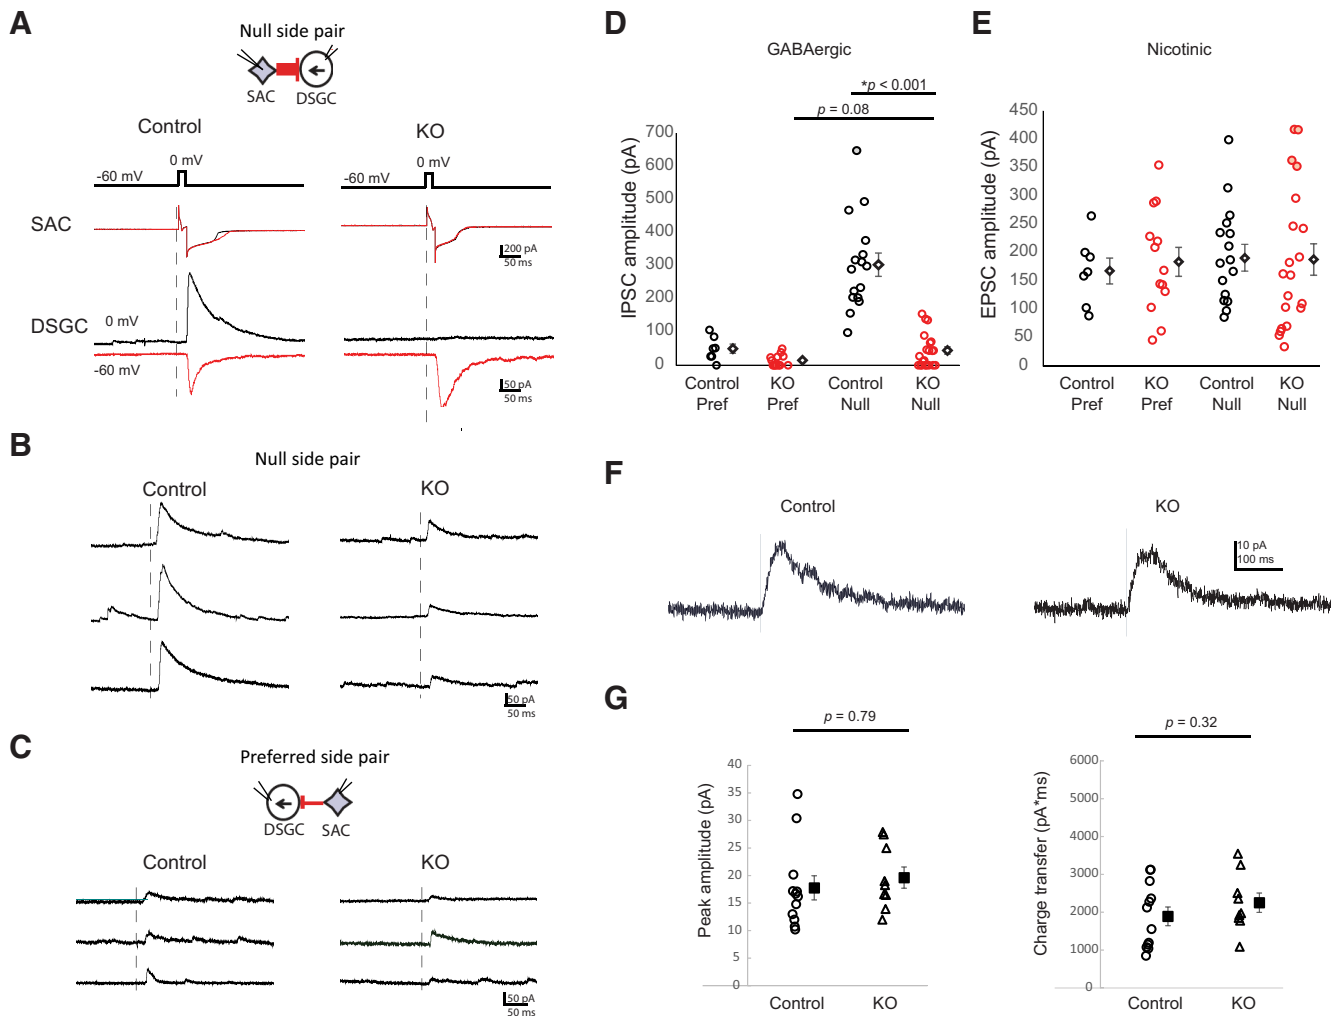 A
Null side pair
SAC
DSGC
Control
KO
0 mV
0 mV
-60 mV
-60 mV
SAC
200 pA
50 ms
DSGC
0 mV
-60 mV
50 pA
50 ms
B
Null side pair
Control
KO
50 pA
50 ms
C
Preferred side pair
DSGC
SAC
Control
KO
50 pA
50 ms
D
GABAergic
*p < 0.001
p = 0.08
IPSC amplitude (pA)
700
600
500
400
300
200
100
0
Control
Pref
KO
Pref
Control
Null
KO
Null
E
Nicotinic
EPSC amplitude (pA)
450
400
350
300
250
200
150
100
50
0
Control
Pref
KO
Pref
Control
Null
KO
Null
F
Control
KO
10 pA
100 ms
G
p = 0.79
Peak amplitude (pA)
40
35
30
25
20
15
10
5
0
Control
KO
p = 0.32
Charge transfer (pA*ms)
6000
5000
4000
3000
2000
1000
0
Control
KO